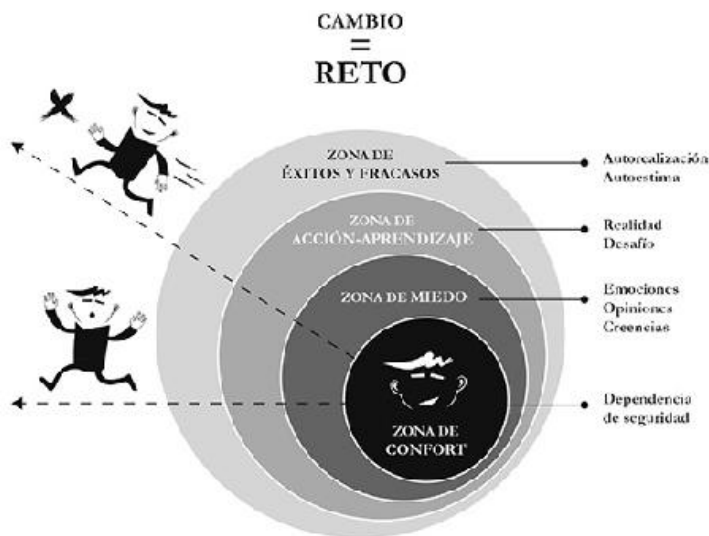 CAMBIO
=
RETO
ZONA DE
ÉXITOS Y FRACASOS
Autorealización
Autoestima
ZONA DE
ACCIÓN-APRENDIZAJE
Realidad
Desafío
ZONA DE MIEDO
Emociones
Opiniones
Creencias
ZONA DE
CONFORT
Dependencia
de seguridad